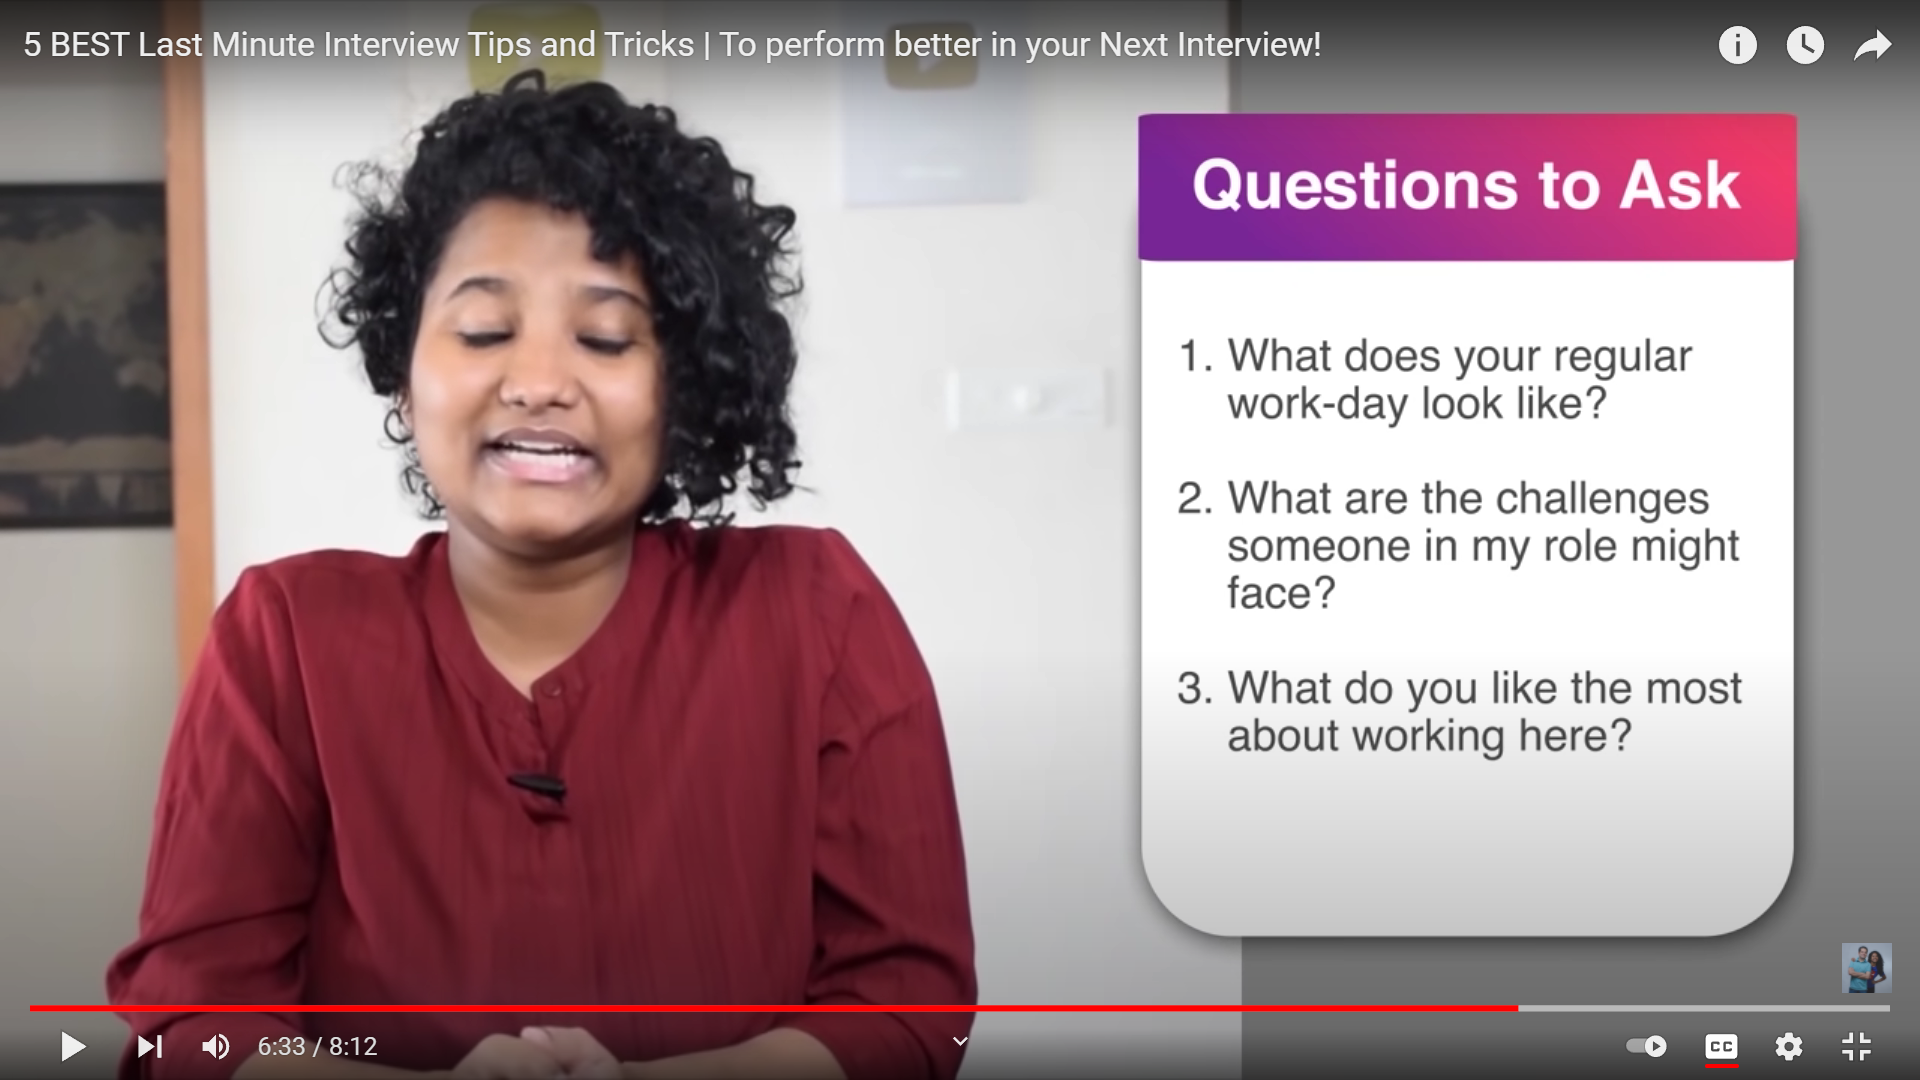 5 BEST Last Minute Interview Tips and Tricks | To perform better in your Next Interview!
Questions to Ask
1. What does your regular
work-day look like?
2. What are the challenges
someone in my role might
face?
3. What do you like the most
about working here?
6:33 / 8:12
CC